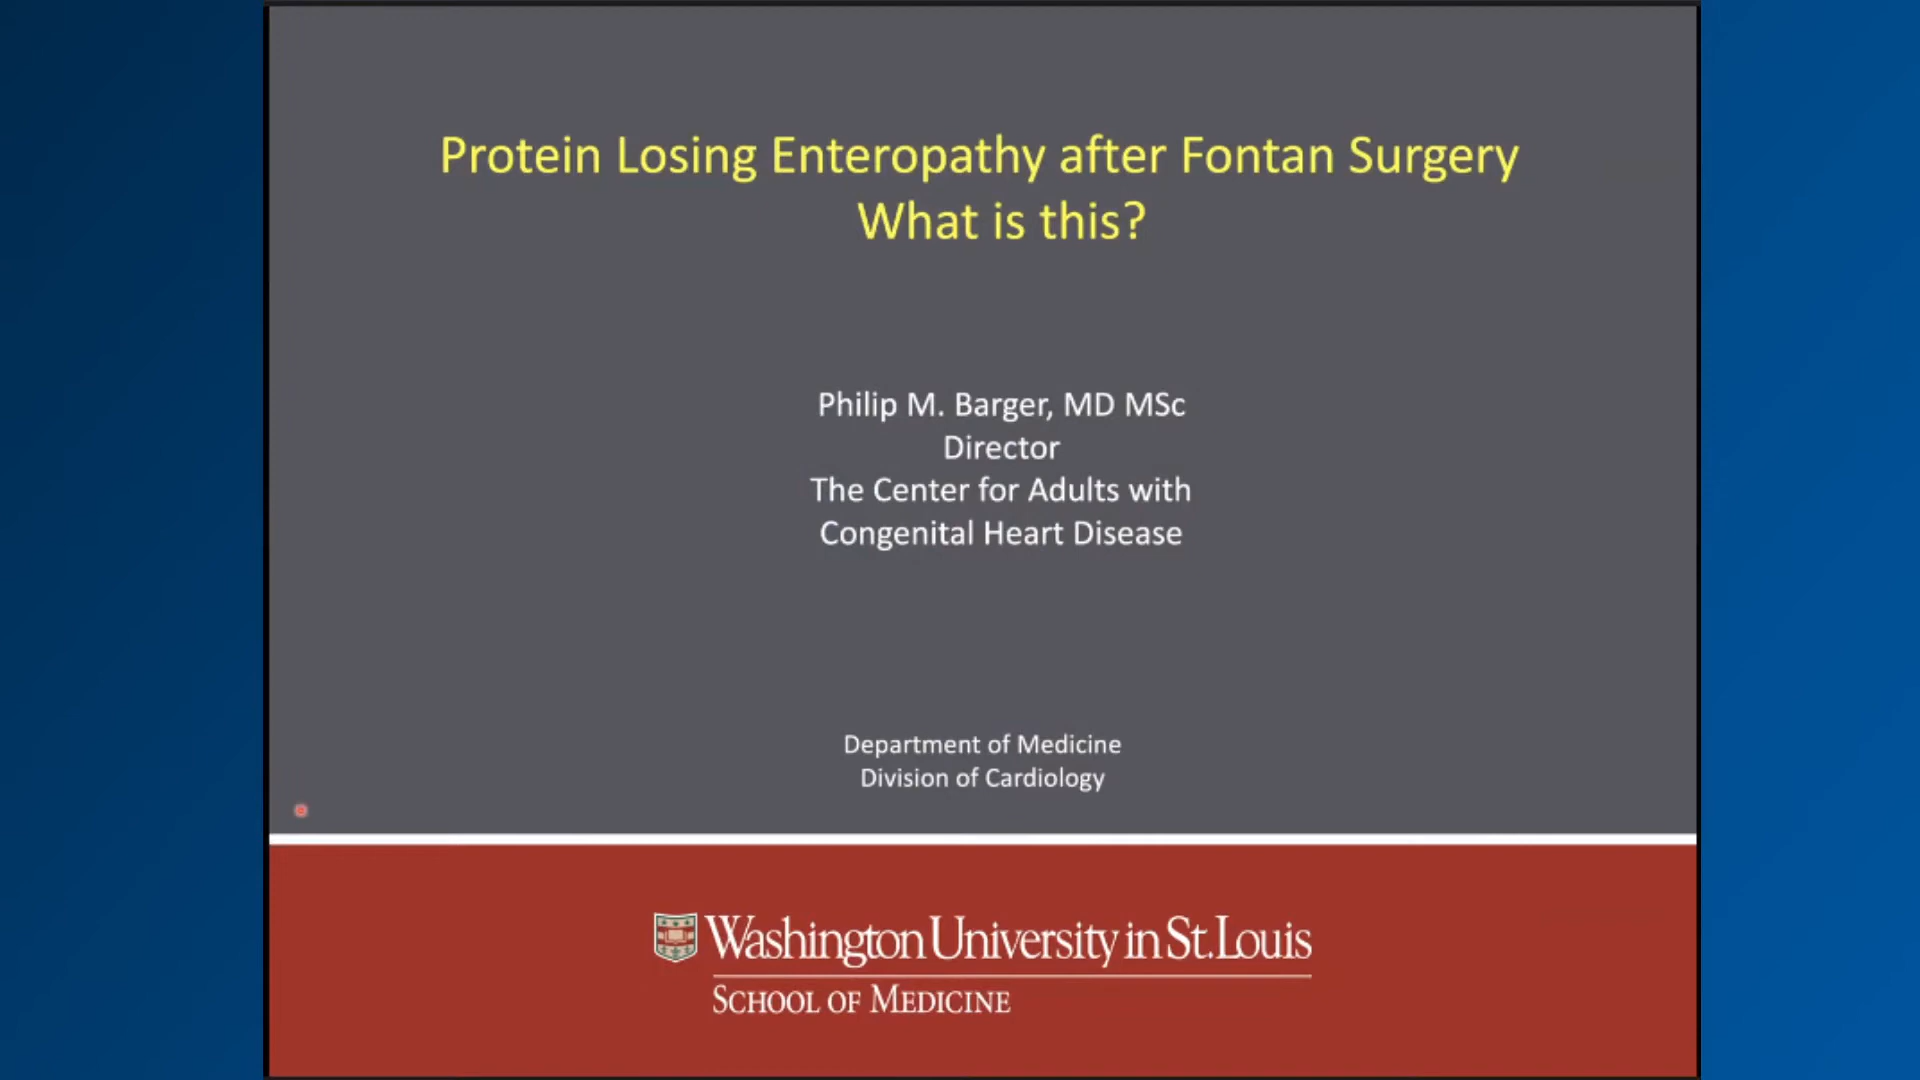 Protein Losing Enteropathy after Fontan Surgery
What is this?
Philip M. Barger, MD MSc
Director
The Center for Adults with
Congenital Heart Disease
Department of Medicine
Division of Cardiology
Washington University in St. Louis
School of Medicine